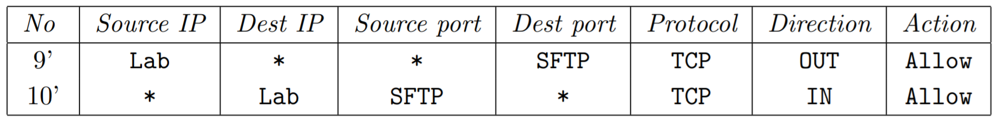 No Source IP Dest IP Source port Dest port Protocol Direction Action
9’ Lab * * SFTP TCP OUT Allow
10’ * Lab SFTP * TCP IN Allow